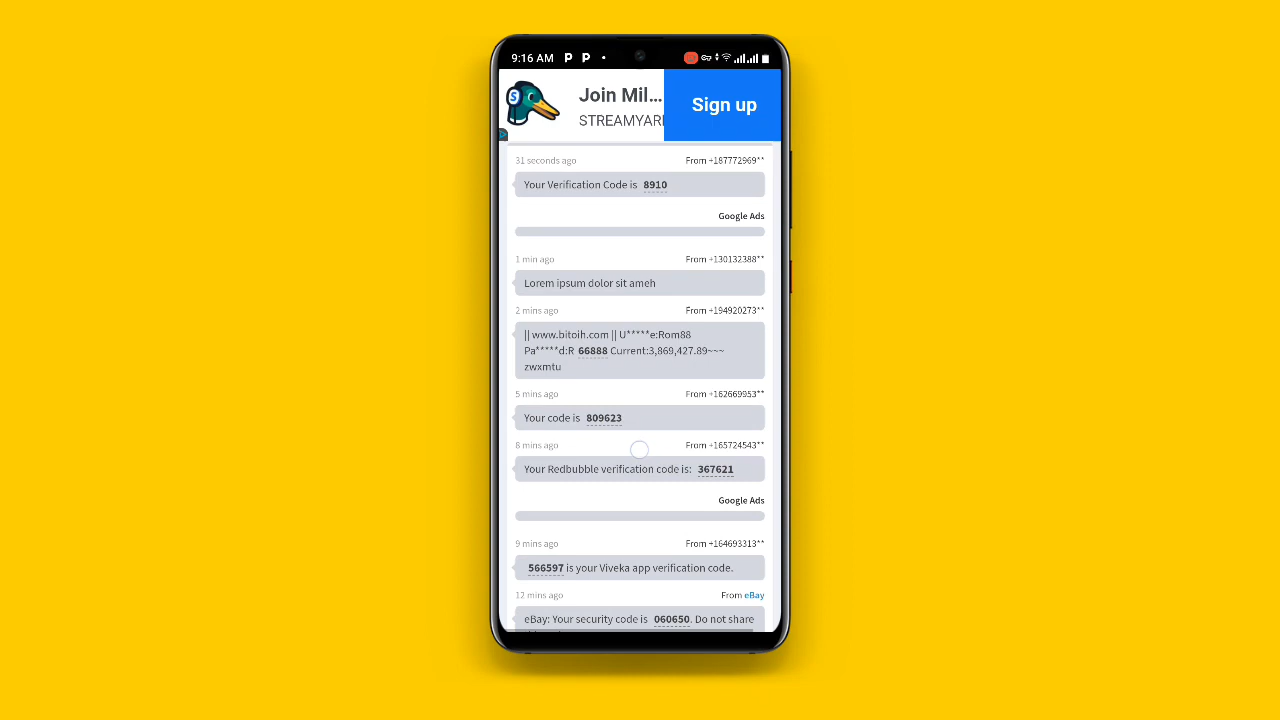 9:16 AM
Join Mil...
STREAMYAR
Sign up
31 seconds ago From +187772969**
Your Verification Code is 8910
Google Ads
1 min ago From +130132388**
Lorem ipsum dolor sit ameh
2 mins ago From +194920273**
|| www.bitoih.com || U*****e:Rom88
Pa*****d:R 66888 Current:3,869,427.89~~~
zwxmtu
5 mins ago From +162669953**
Your code is 809623
8 mins ago From +165724543**
Your Redbubble verification code is: 367621
Google Ads
9 mins ago From +164693313**
566597 is your Viveka app verification code.
12 mins ago From eBay
eBay: Your security code is 060650. Do not share